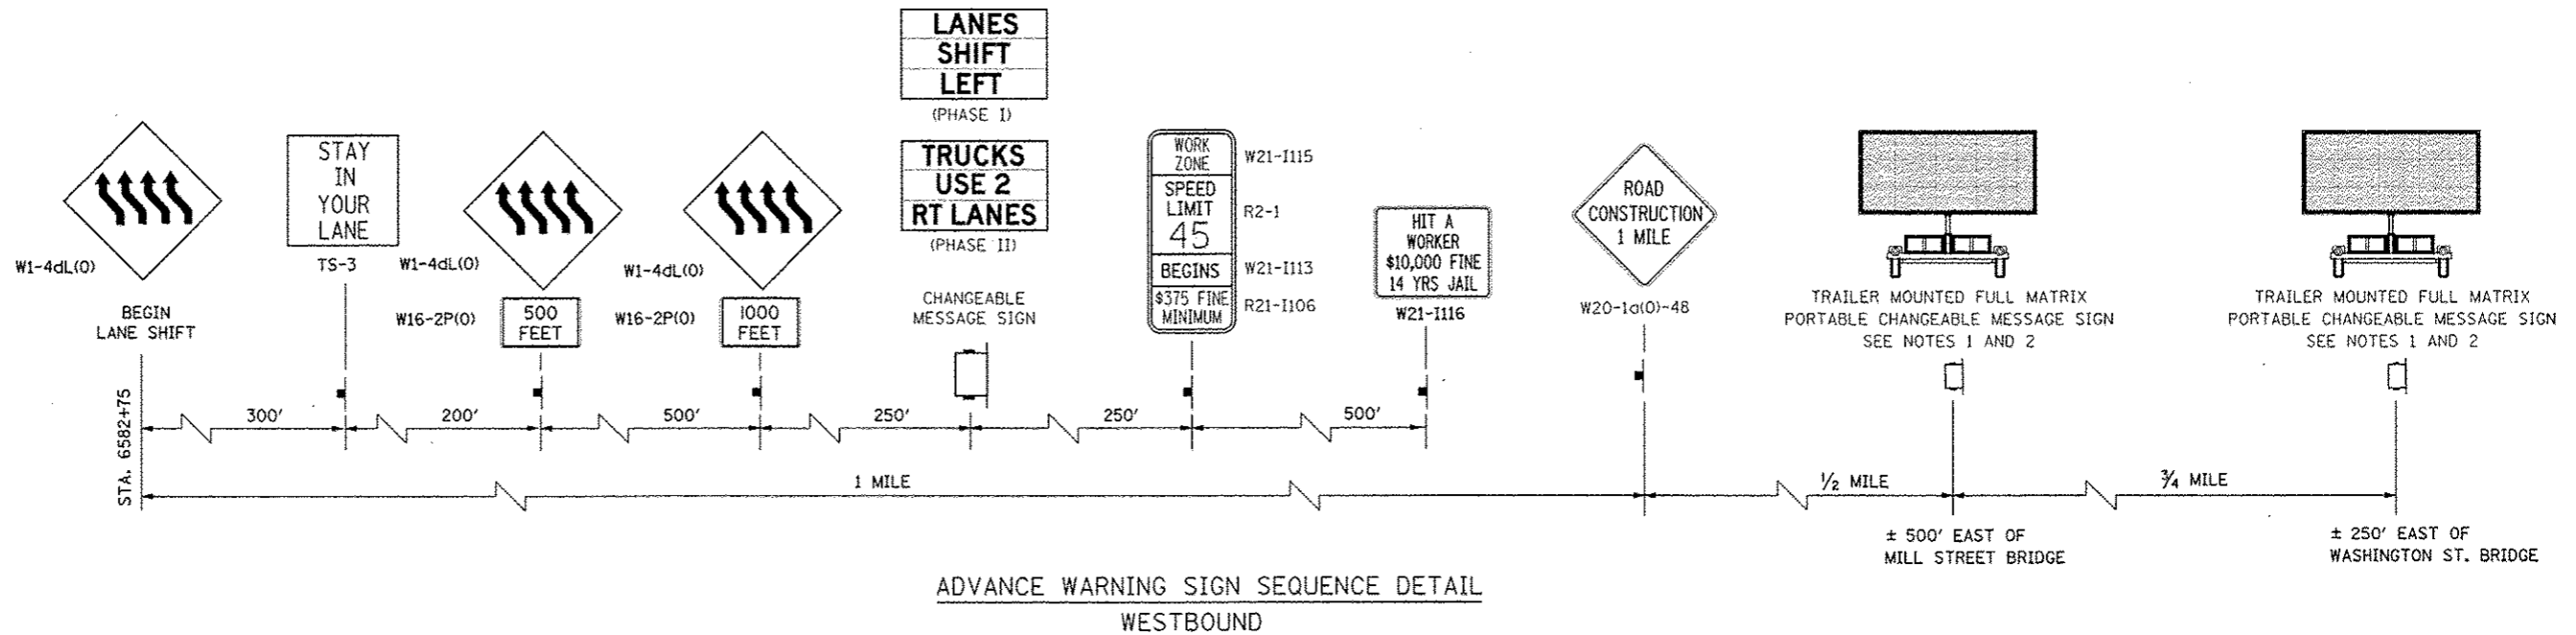 LANES
SHIFT
LEFT
(PHASE I)
TRUCKS
USE 2
RT LANES
(PHASE II)
CHANGEABLE
MESSAGE SIGN
W1-4dL(O)
BEGIN
LANE SHIFT
STAY
IN
YOUR
LANE
TS-3
W1-4dL(O)
W16-2P(O)
500
FEET
W1-4dL(O)
W16-2P(O)
1000
FEET
WORK
ZONE
W21-I115
SPEED
LIMIT
45
R2-1
BEGINS
W21-I113
$375 FINE
MINIMUM
R21-I106
HIT A
WORKER
$10,000 FINE
14 YRS JAIL
W21-I116
ROAD
CONSTRUCTION
1 MILE
W20-1a(O)-48
TRAILER MOUNTED FULL MATRIX
PORTABLE CHANGEABLE MESSAGE SIGN
SEE NOTES 1 AND 2
TRAILER MOUNTED FULL MATRIX
PORTABLE CHANGEABLE MESSAGE SIGN
SEE NOTES 1 AND 2
STA. 6582+75
300'
200'
500'
250'
250'
500'
1 MILE
½ MILE
¾ MILE
± 500' EAST OF
MILL STREET BRIDGE
± 250' EAST OF
WASHINGTON ST. BRIDGE
ADVANCE WARNING SIGN SEQUENCE DETAIL
WESTBOUND